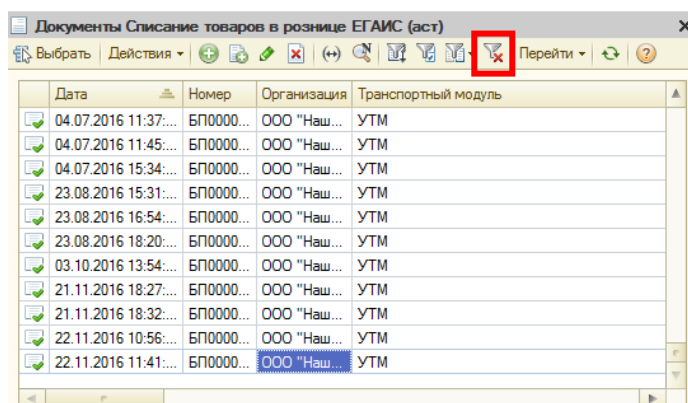 Документы Списание товаров в рознице ЕГАИС (аст)
Выбрать Действия Перейти
Дата Номер Организация Транспортный модуль
04.07.2016 11:37:... БП0000... ООО "Наш... УТМ
04.07.2016 11:45:... БП0000... ООО "Наш... УТМ
04.07.2016 15:34:... БП0000... ООО "Наш... УТМ
23.08.2016 15:31:... БП0000... ООО "Наш... УТМ
23.08.2016 16:54:... БП0000... ООО "Наш... УТМ
23.08.2016 18:20:... БП0000... ООО "Наш... УТМ
03.10.2016 13:54:... БП0000... ООО "Наш... УТМ
21.11.2016 18:27:... БП0000... ООО "Наш... УТМ
21.11.2016 18:32:... БП0000... ООО "Наш... УТМ
22.11.2016 10:56:... БП0000... ООО "Наш... УТМ
22.11.2016 11:41:... БП0000... ООО "Наш... УТМ